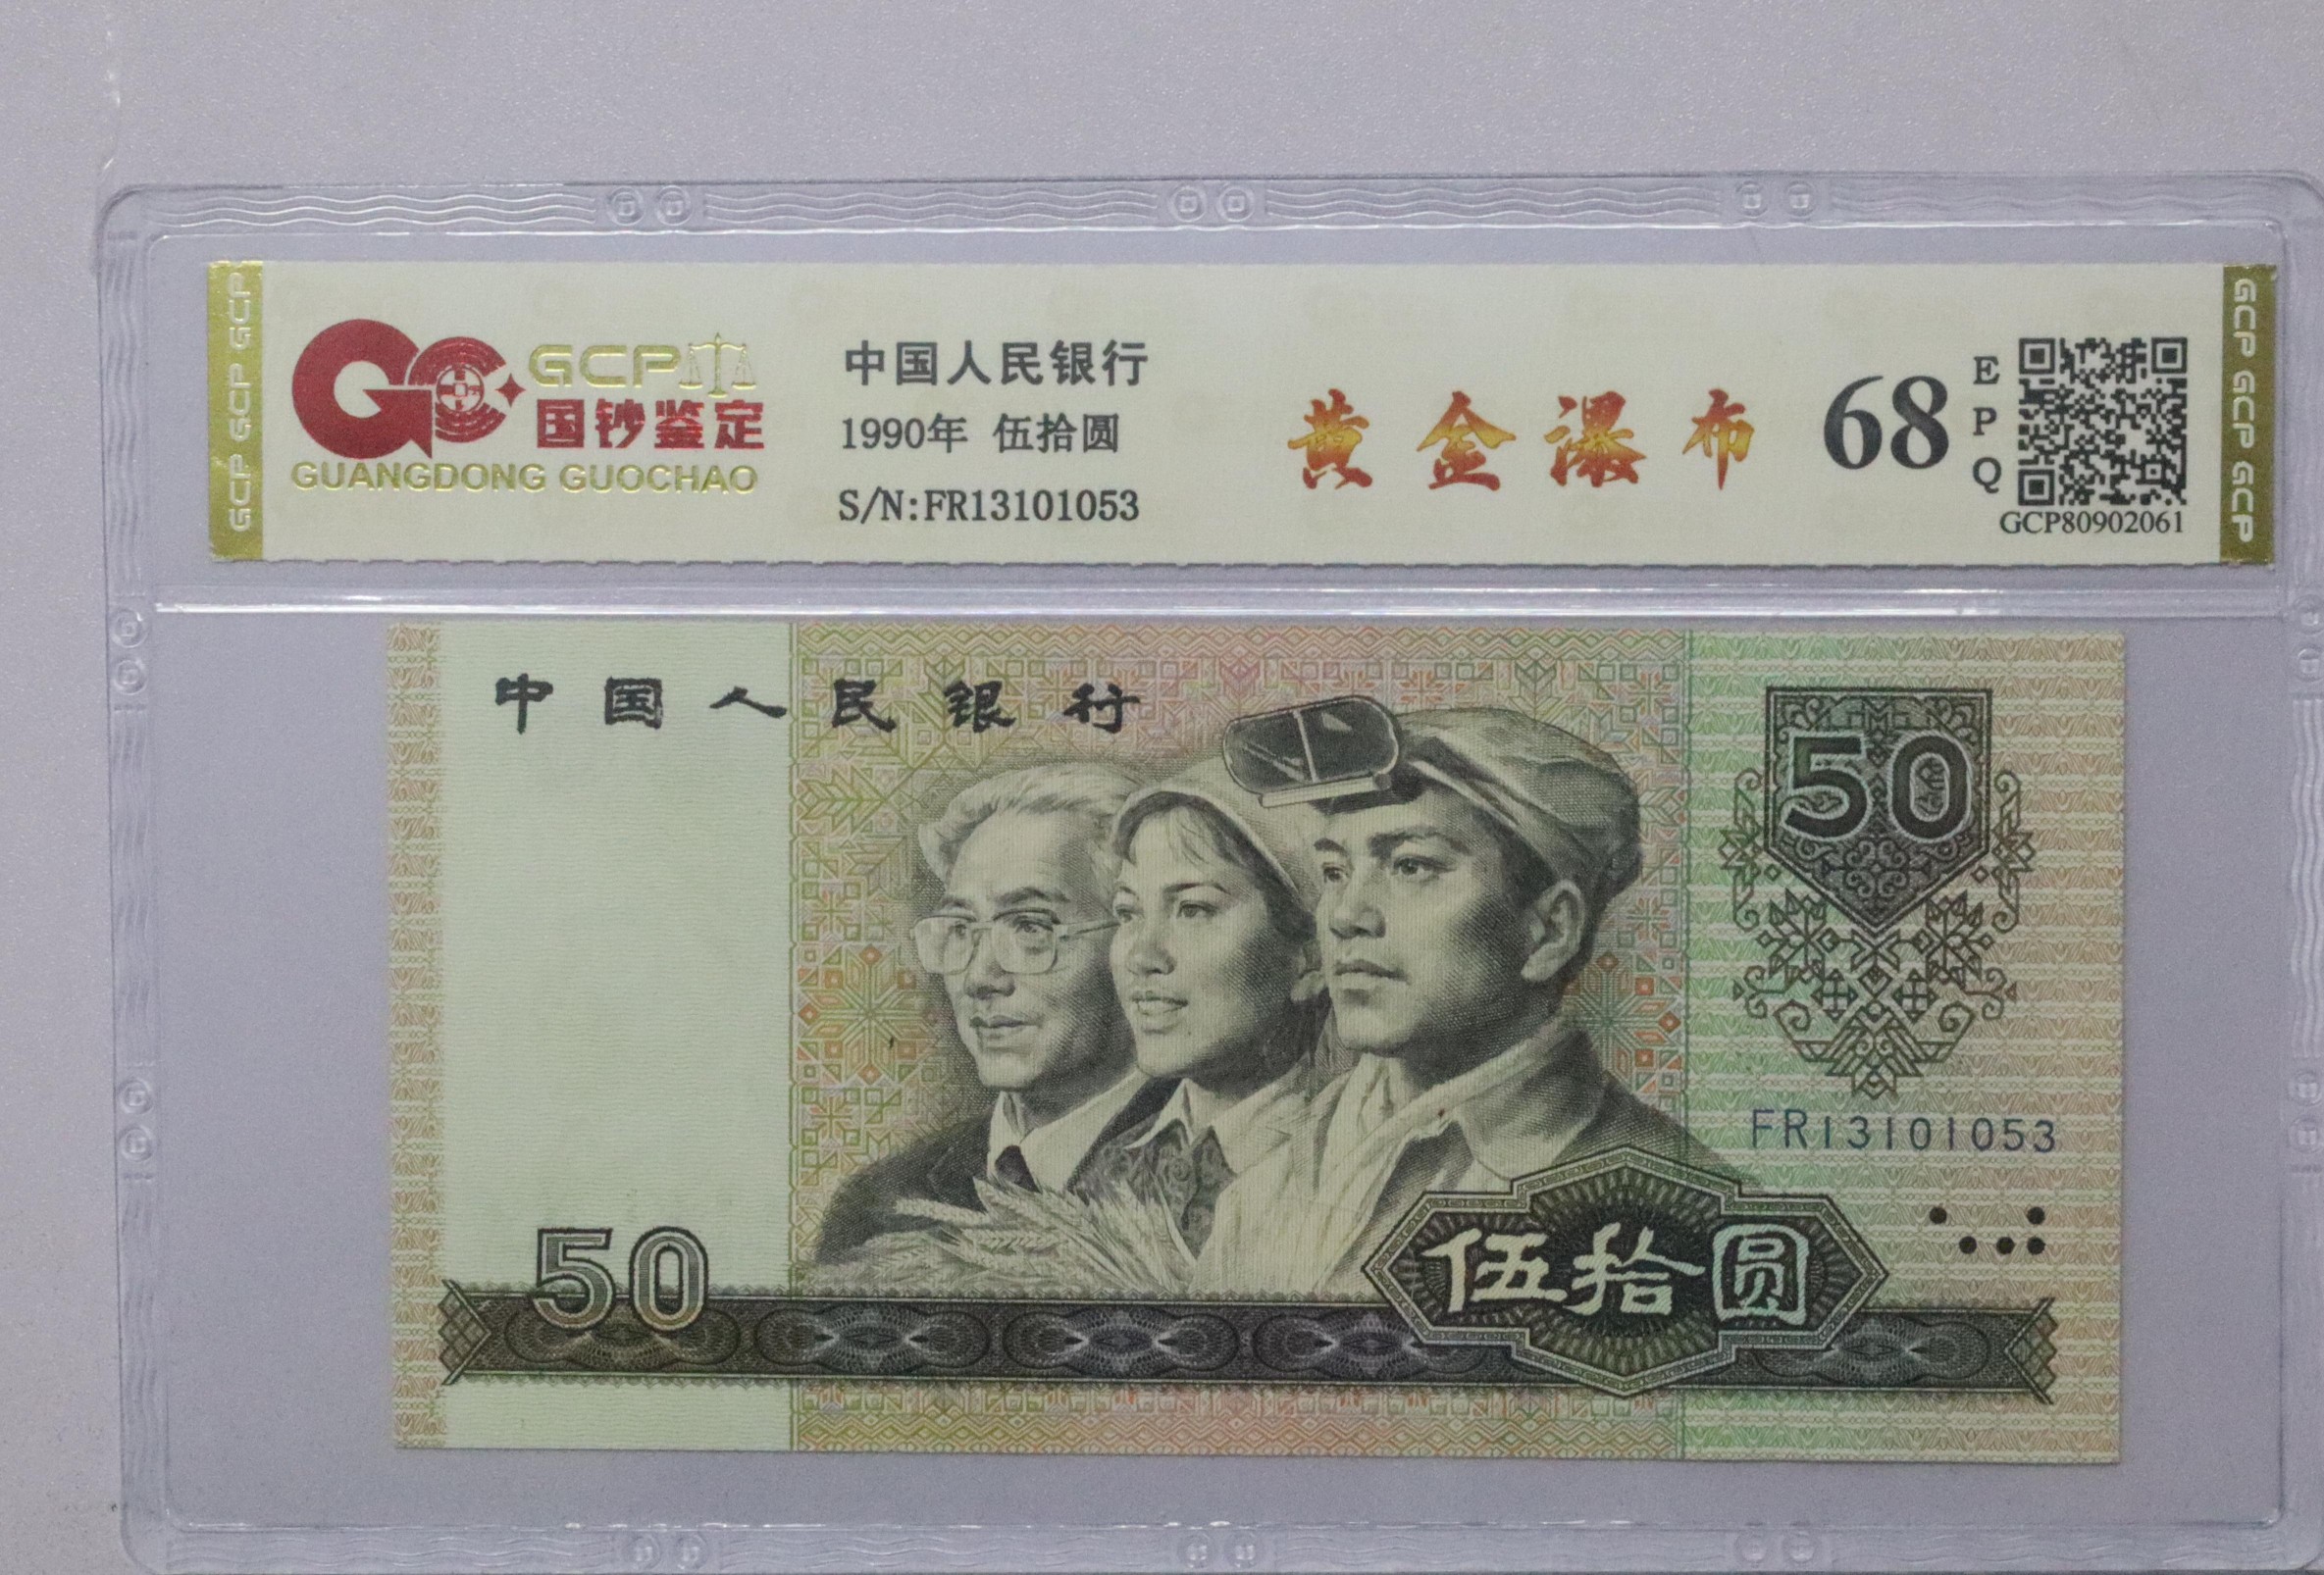 GCP GCP GCP
GCP
国钞鉴定
GUANGDONG GUOCHAO
中国人民银行
1990年 伍拾圆
S/N:FR13101053
黄金瀑布
68
EPQ
GCP80902061
GCP GCP GCP
中国人民银行
50
FR13101053
50
伍拾圆